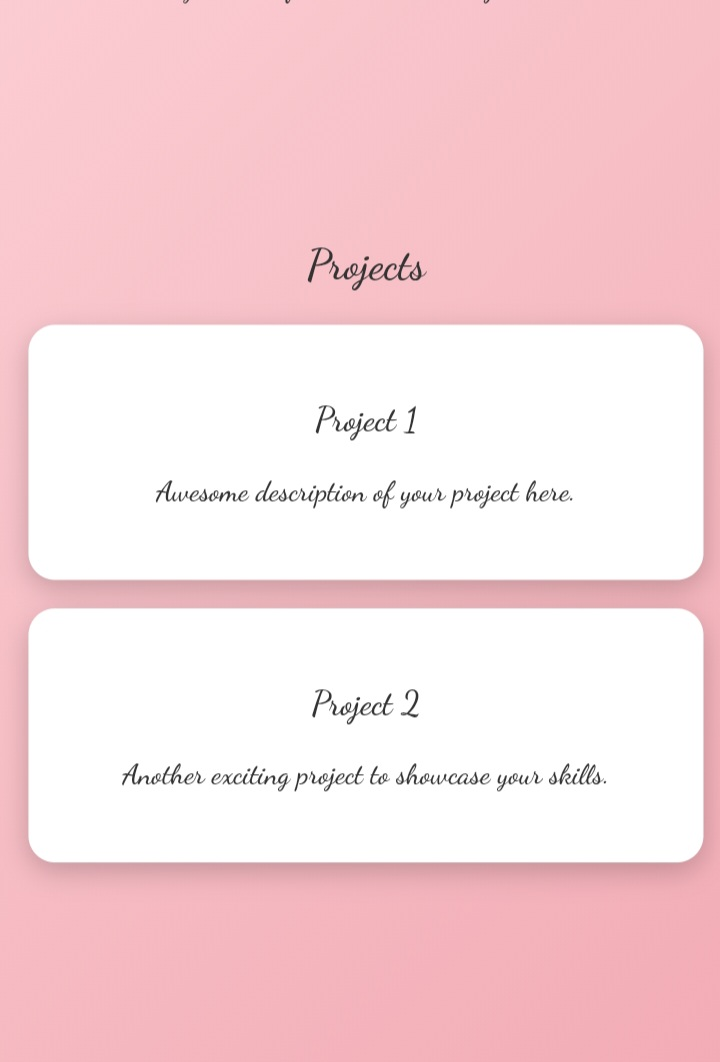 Projects
Project 1
Awesome description of your project here.
Project 2
Another exciting project to showcase your skills.